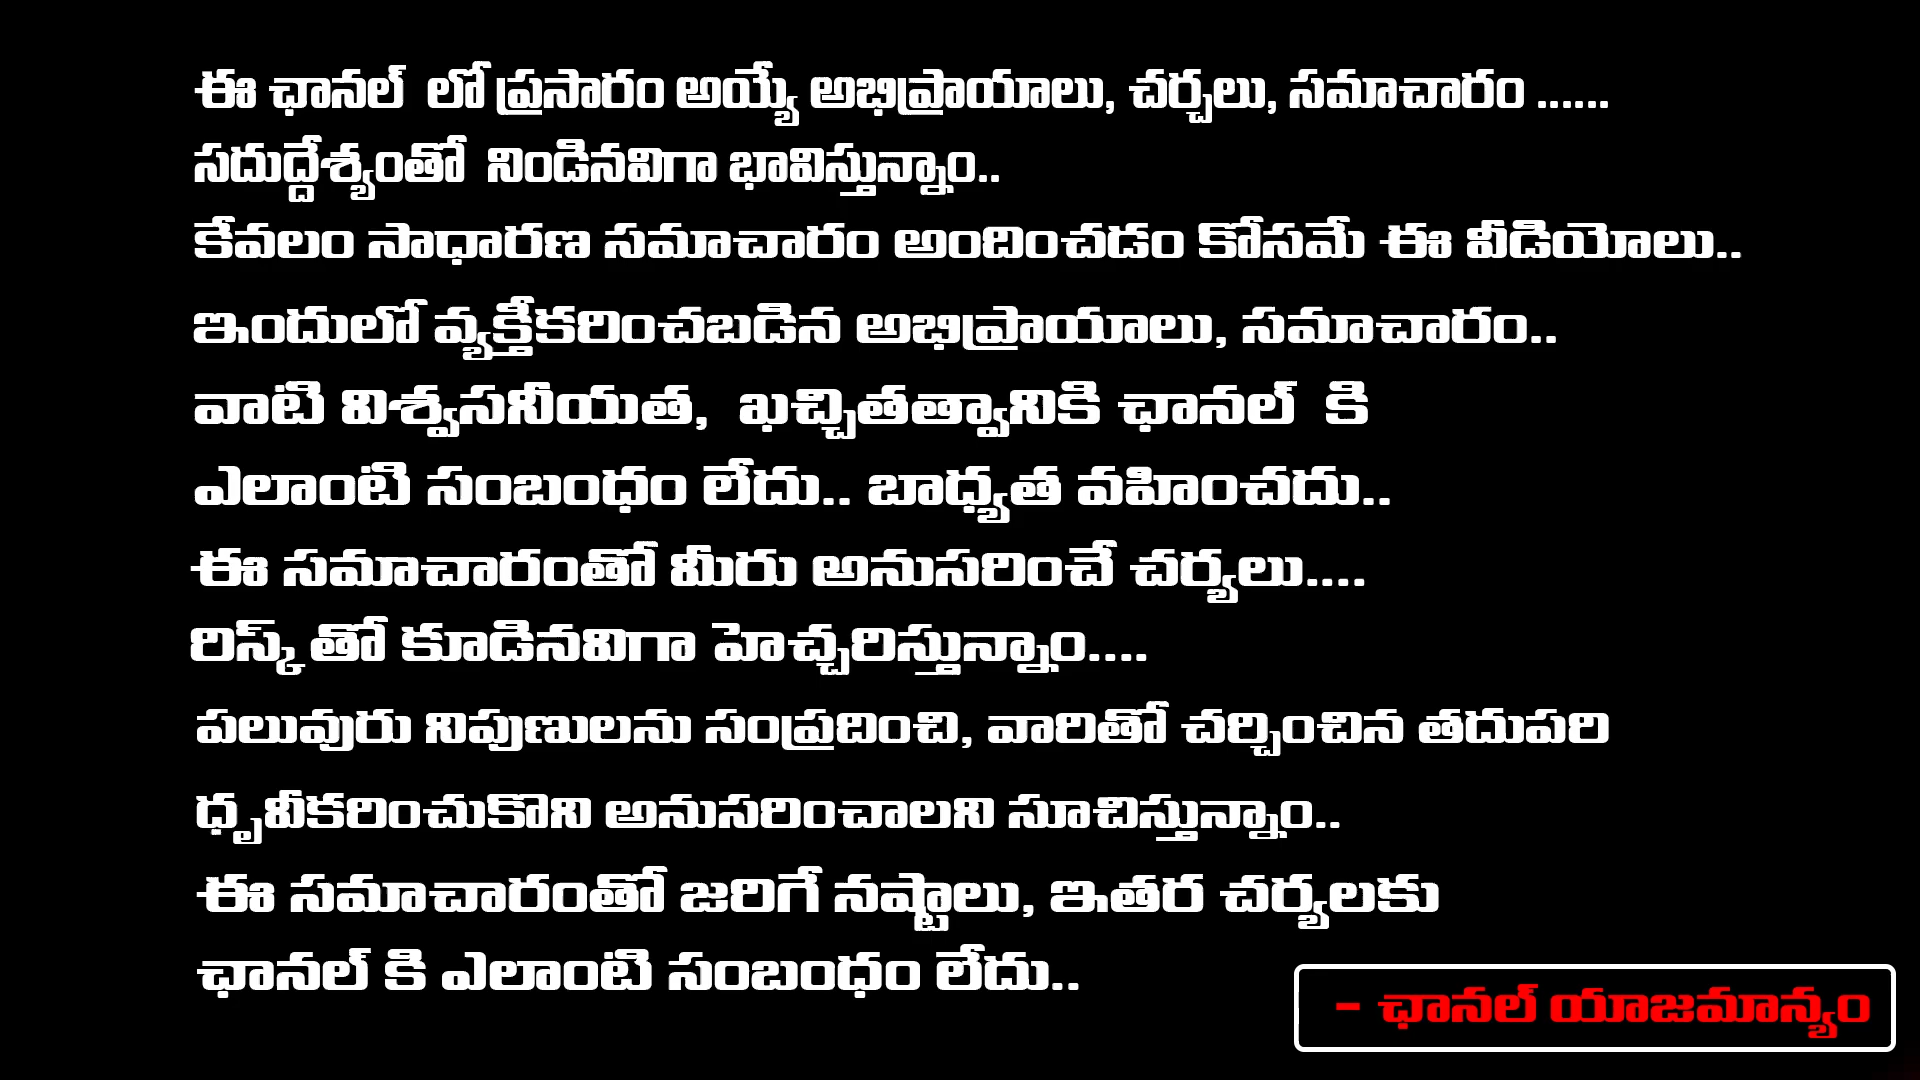 ఈ ఛానల్ లో ప్రసారం అయ్యే అభిప్రాయాలు, చర్చలు, సమాచారం ......
సదుద్దేశ్యంతో నిండినవిగా భావిస్తున్నాం..
కేవలం సాధారణ సమాచారం అందించడం కోసమే ఈ వీడియోలు..
ఇందులో వ్యక్తీకరించబడిన అభిప్రాయాలు, సమాచారం..
వాటి విశ్వసనీయత, ఖచ్చితత్వానికి ఛానల్ కి
ఎలాంటి సంబంధం లేదు.. బాధ్యత వహించదు..
ఈ సమాచారంతో మీరు అనుసరించే చర్యలు....
రిస్క్ తో కూడినవిగా హెచ్చరిస్తున్నాం....
పలువురు నిపుణులను సంప్రదించి, వారితో చర్చించిన తదుపరి
ధృవీకరించుకొని అనుసరించాలని సూచిస్తున్నాం..
ఈ సమాచారంతో జరిగే నష్టాలు, ఇతర చర్యలకు
ఛానల్ కి ఎలాంటి సంబంధం లేదు..
- ఛానల్ యాజమాన్యం